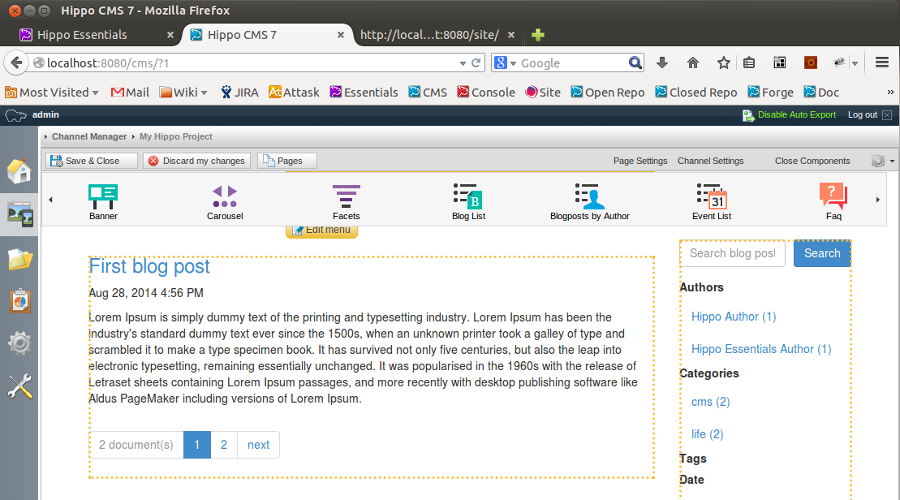 Hippo CMS 7 - Mozilla Firefox
Hippo Essentials
Hippo CMS 7
http://local...t:8080/site/
localhost:8080/cms/?1
Google
Most Visited
Mail
Wiki
JIRA
Attask
Essentials
CMS
Console
Site
Open Repo
Closed Repo
Forge
Doc
»
admin
Disable Auto Export
Log out
Channel Manager
My Hippo Project
Save & Close
Discard my changes
Pages
Page Settings
Channel Settings
Close Components
Banner
Carousel
Facets
Blog List
Blogposts by Author
Event List
Faq
Edit menu
First blog post
Aug 28, 2014 4:56 PM
Lorem Ipsum is simply dummy text of the printing and typesetting industry. Lorem Ipsum has been the
industry's standard dummy text ever since the 1500s, when an unknown printer took a galley of type and
scrambled it to make a type specimen book. It has survived not only five centuries, but also the leap into
electronic typesetting, remaining essentially unchanged. It was popularised in the 1960s with the release of
Letraset sheets containing Lorem Ipsum passages, and more recently with desktop publishing software like
Aldus PageMaker including versions of Lorem Ipsum.
2 document(s)
1
2
next
Search blog post
Search
Authors
Hippo Author (1)
Hippo Essentials Author (1)
Categories
cms (2)
life (2)
Tags
Date